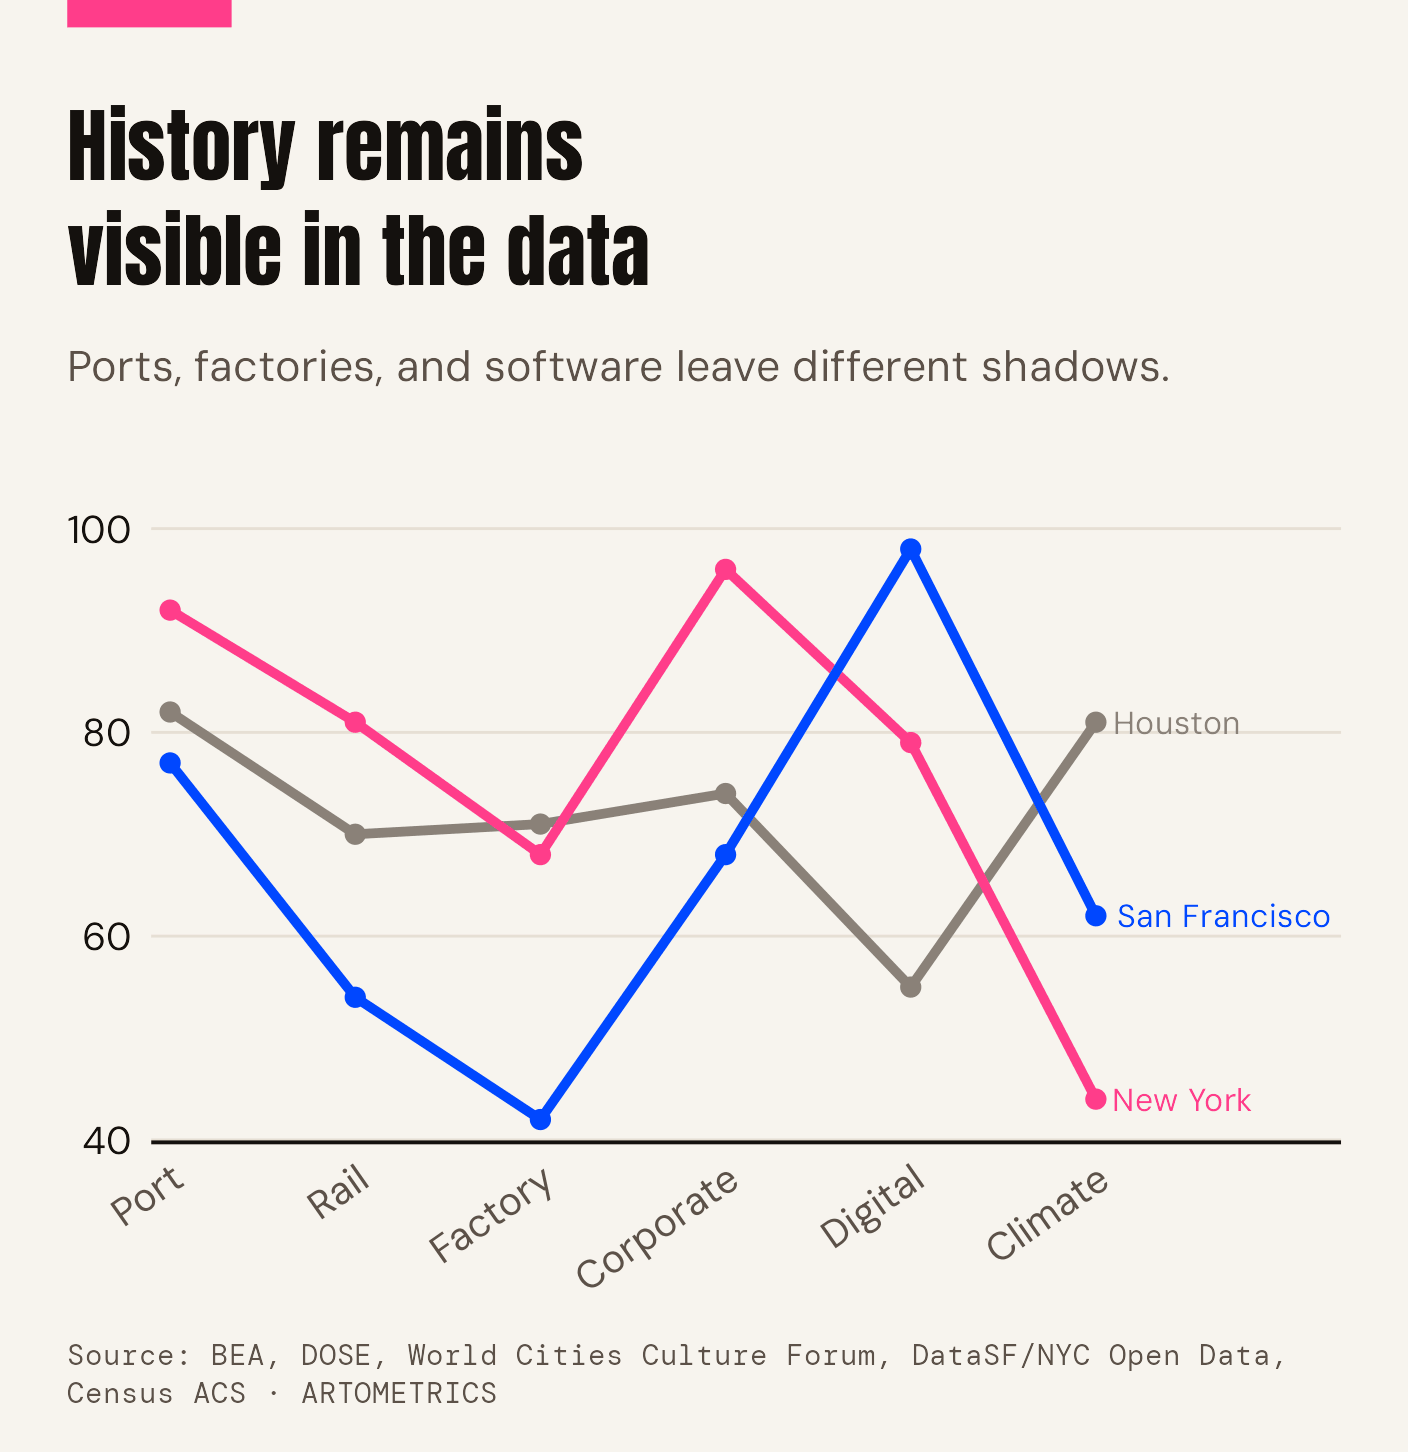 History remains
visible in the data
Ports, factories, and software leave different shadows.
100
80
60
40
Houston
San Francisco
New York
Port
Rail
Factory
Corporate
Digital
Climate
Source: BEA, DOSE, World Cities Culture Forum, DataSF/NYC Open Data,
Census ACS · ARTOMETRICS